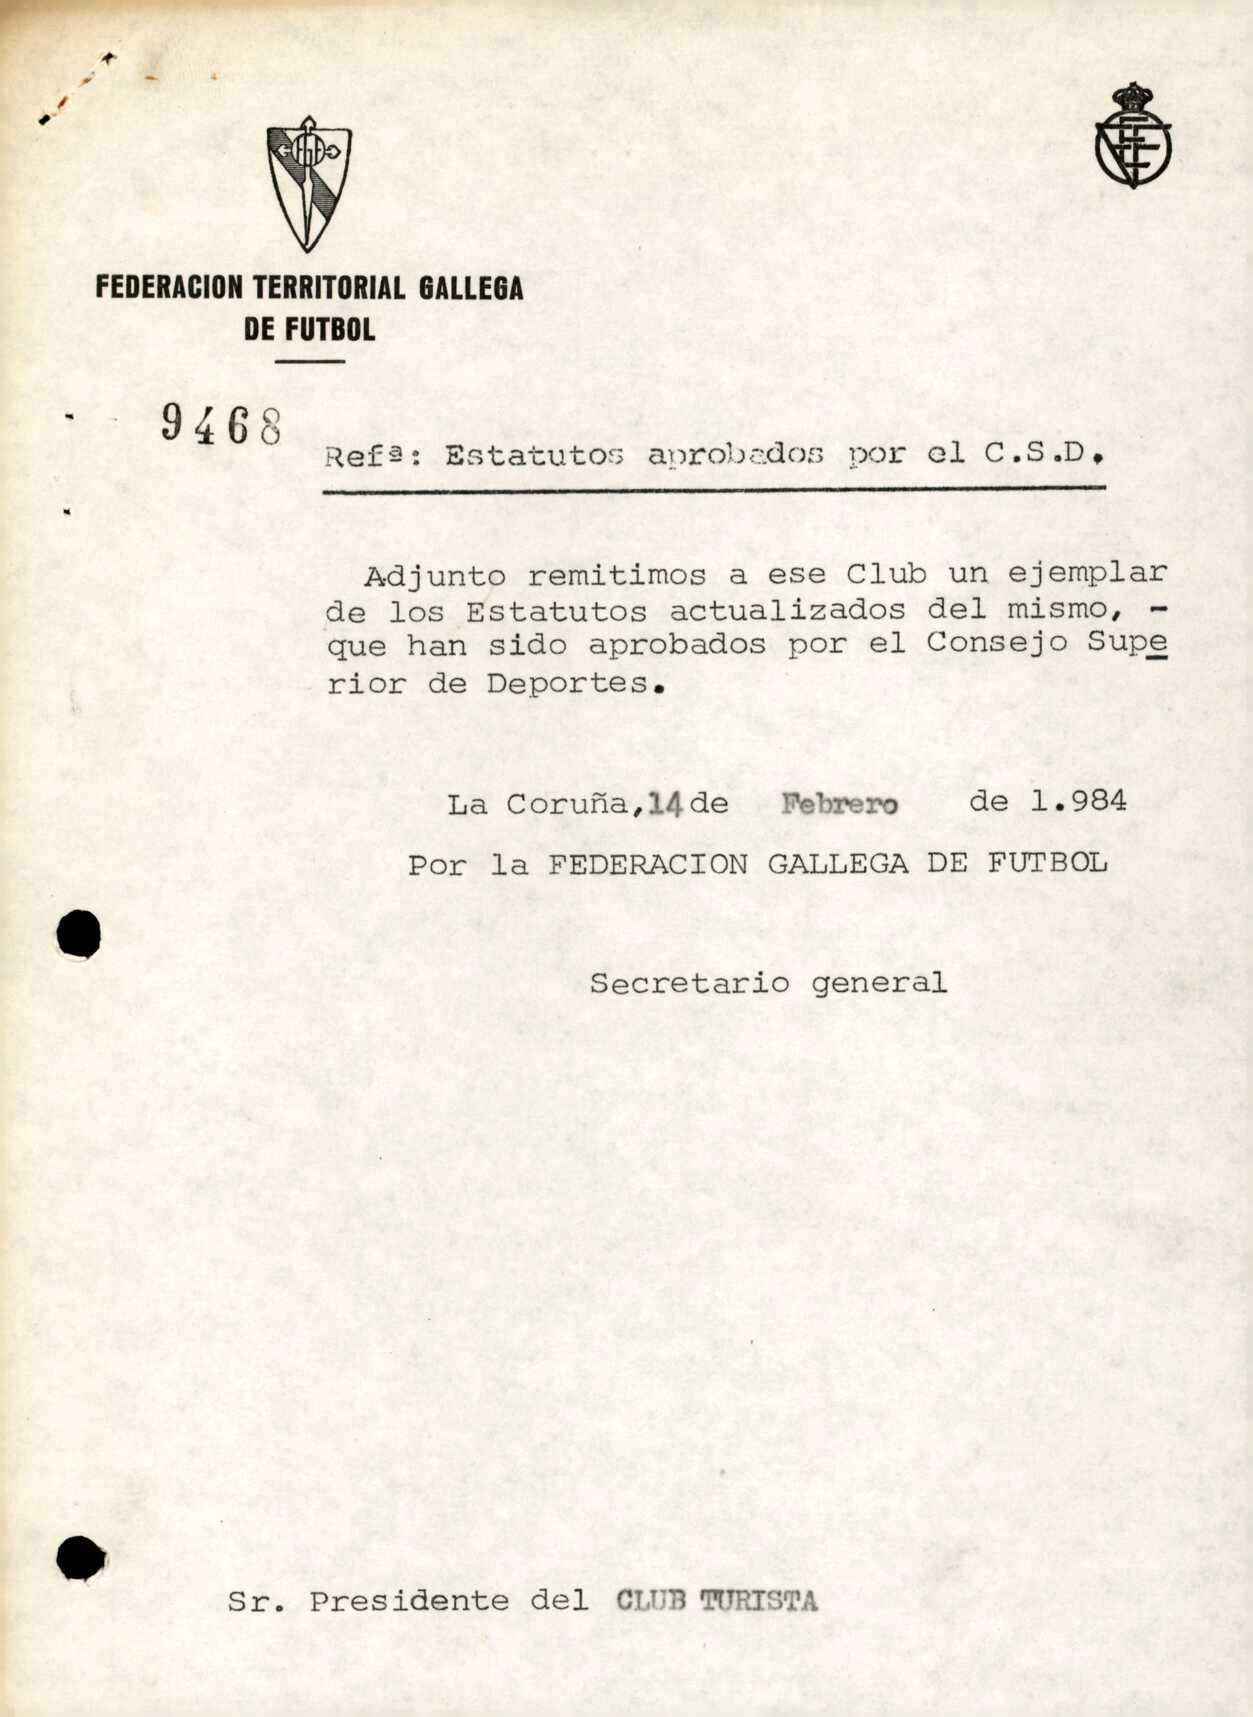 FEDERACION TERRITORIAL GALLEGA
DE FUTBOL
9468
Refª: Estatutos aprobados por el C.S.D.
Adjunto remitimos a ese Club un ejemplar
de los Estatutos actualizados del mismo, -
que han sido aprobados por el Consejo Supe
rior de Deportes.
La Coruña,14 de Febrero de 1.984
Por la FEDERACION GALLEGA DE FUTBOL
Secretario general
Sr. Presidente del CLUB TURISTA